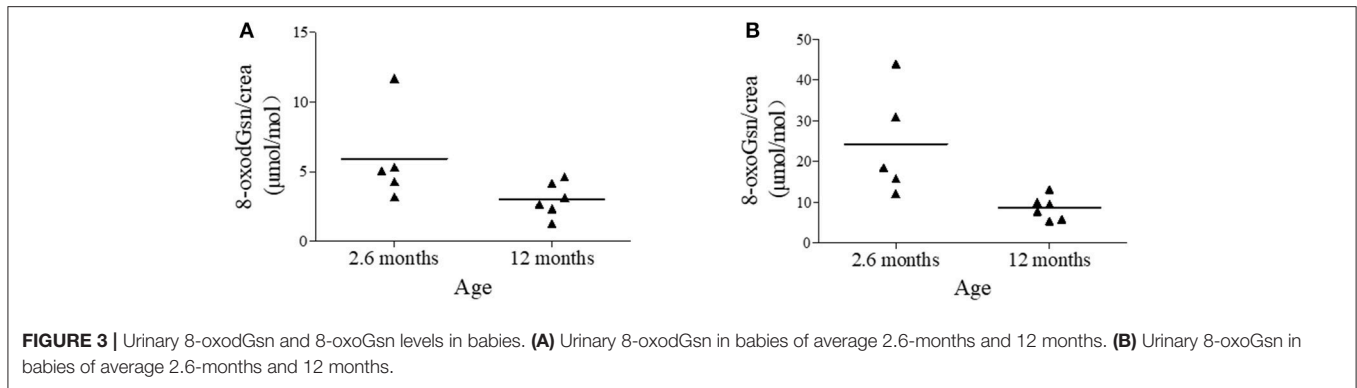 A
8-oxodGsn/crea
(μmol/mol）
15
10
5
0
2.6 months
12 months
Age
B
8-oxoGsn/crea
(μmol/mol）
50
40
30
20
10
0
2.6 months
12 months
Age
FIGURE 3 | Urinary 8-oxodGsn and 8-oxoGsn levels in babies. (A) Urinary 8-oxodGsn in babies of average 2.6-months and 12 months. (B) Urinary 8-oxoGsn in
babies of average 2.6-months and 12 months.